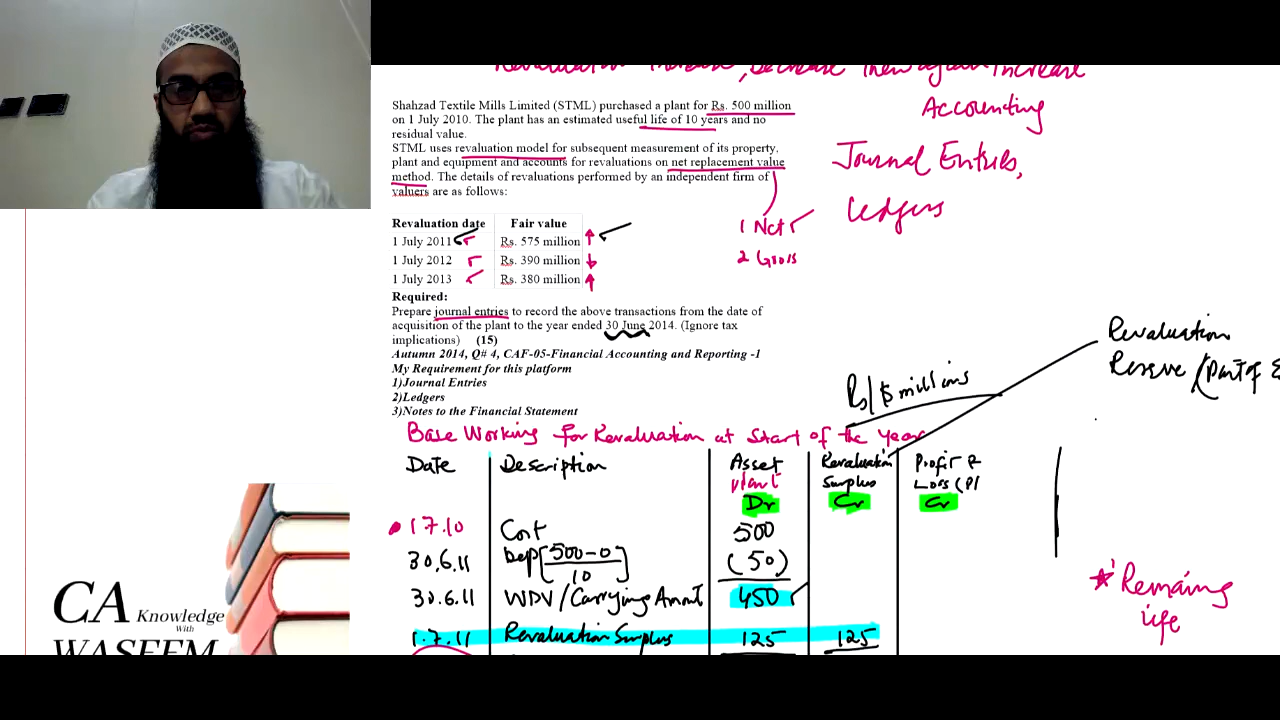 Revaluation Increase, Decrease then again Increase
Accounting
Journal Entries,
Ledgers
Shahzad Textile Mills Limited (STML) purchased a plant for Rs. 500 million
on 1 July 2010. The plant has an estimated useful life of 10 years and no
residual value.
STML uses revaluation model for subsequent measurement of its property,
plant and equipment and accounts for revaluations on net replacement value
method. The details of revaluations performed by an independent firm of
valuers are as follows:
1 Net
2 Gross
Revaluation date Fair value
1 July 2011 Rs. 575 million
1 July 2012 Rs. 390 million
1 July 2013 Rs. 380 million
Required:
Prepare journal entries to record the above transactions from the date of
acquisition of the plant to the year ended 30 June 2014. (Ignore tax
implications) (15)
Autumn 2014, Q# 4, CAF-05-Financial Accounting and Reporting -1
My Requirement for this platform
1)Journal Entries
2)Ledgers
3)Notes to the Financial Statement
Revaluation
Reserve (Part of E
Rs/$ millions
Base Working for Revaluation at Start of the year
Date Description Asset Revaluation Profit &
Plant Surplus Loss (P/
Dr Cr Cr
1.7.10 Cost 500
30.6.11 Dep[500-0/10] (50)
30.6.11 WDV/Carrying Amount 450
1.7.11 Revaluation Surplus 125 125
* Remaining
life
CA Knowledge
With
WASEEM